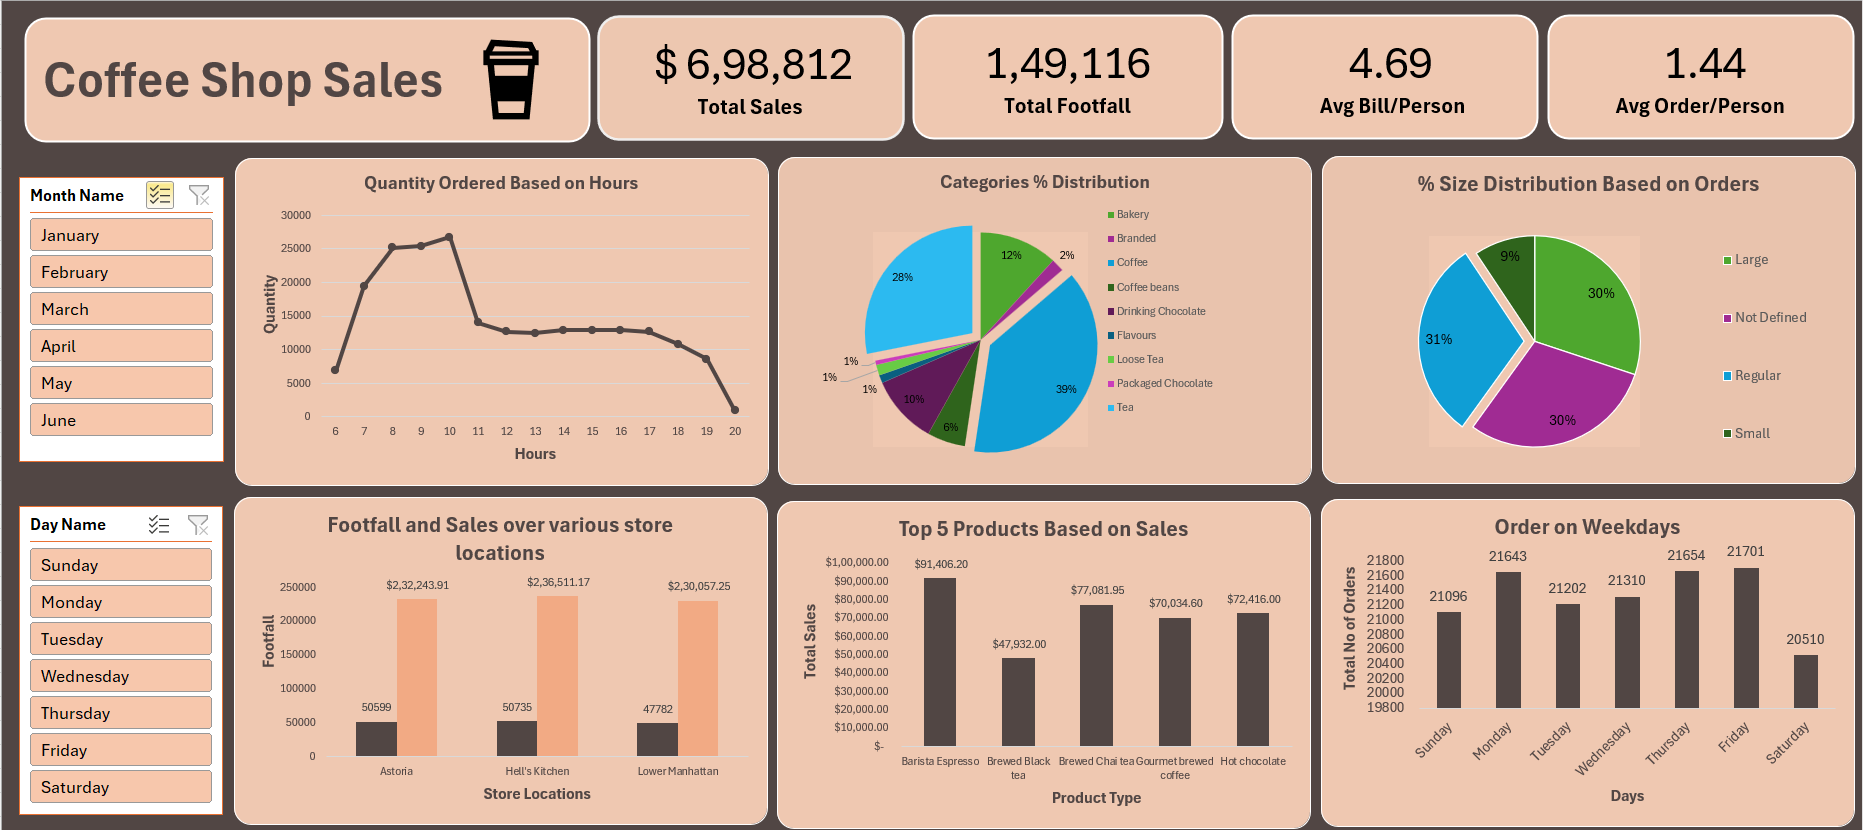 Coffee Shop Sales
$ 6,98,812
Total Sales
1,49,116
Total Footfall
4.69
Avg Bill/Person
1.44
Avg Order/Person
Month Name
January
February
March
April
May
June
Day Name
Sunday
Monday
Tuesday
Wednesday
Thursday
Friday
Saturday
Quantity Ordered Based on Hours
Quantity
30000
25000
20000
15000
10000
5000
0
6 7 8 9 10 11 12 13 14 15 16 17 18 19 20
Hours
Categories % Distribution
12%
2%
39%
6%
10%
1%
1%
1%
28%
Bakery
Branded
Coffee
Coffee beans
Drinking Chocolate
Flavours
Loose Tea
Packaged Chocolate
Tea
% Size Distribution Based on Orders
30%
30%
31%
9%
Large
Not Defined
Regular
Small
Footfall and Sales over various store
locations
Footfall
250000
200000
150000
100000
50000
0
$2,32,243.91
$2,36,511.17
$2,30,057.25
50599
50735
47782
Astoria
Hell's Kitchen
Lower Manhattan
Store Locations
Top 5 Products Based on Sales
Total Sales
$1,00,000.00
$90,000.00
$80,000.00
$70,000.00
$60,000.00
$50,000.00
$40,000.00
$30,000.00
$20,000.00
$10,000.00
$-
$91,406.20
$47,932.00
$77,081.95
$70,034.60
$72,416.00
Barista Espresso
Brewed Black
tea
Brewed Chai tea
Gourmet brewed
coffee
Hot chocolate
Product Type
Order on Weekdays
Total No of Orders
21800
21600
21400
21200
21000
20800
20600
20400
20200
20000
19800
21096
21643
21202
21310
21654
21701
20510
Sunday
Monday
Tuesday
Wednesday
Thursday
Friday
Saturday
Days